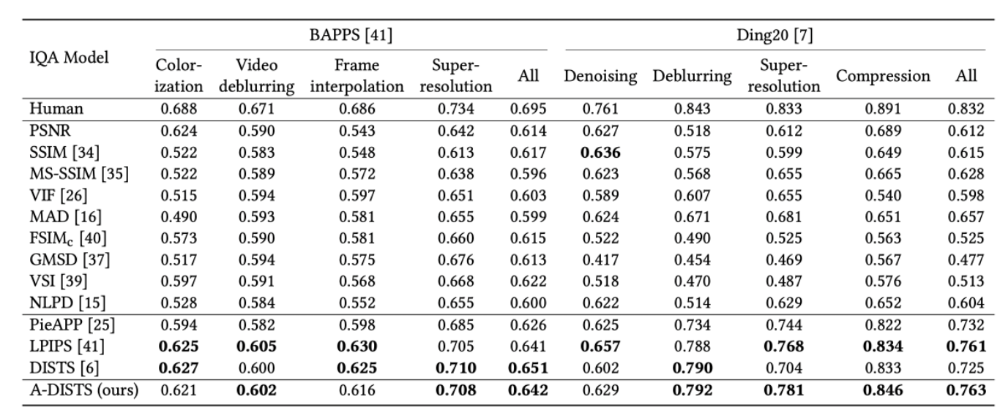 BAPPS [41] Ding20 [7]
IQA Model
Color- Video Frame Super- All Denoising Deblurring Super- Compression All
ization deblurring interpolation resolution resolution
Human 0.688 0.671 0.686 0.734 0.695 0.761 0.843 0.833 0.891 0.832
PSNR 0.624 0.590 0.543 0.642 0.614 0.627 0.518 0.612 0.689 0.612
SSIM [34] 0.522 0.583 0.548 0.613 0.617 0.636 0.575 0.599 0.649 0.615
MS-SSIM [35] 0.522 0.589 0.572 0.638 0.596 0.623 0.568 0.655 0.665 0.628
VIF [26] 0.515 0.594 0.597 0.651 0.603 0.589 0.607 0.655 0.540 0.598
MAD [16] 0.490 0.593 0.581 0.655 0.599 0.624 0.671 0.681 0.651 0.657
FSIMc [40] 0.573 0.590 0.581 0.660 0.615 0.522 0.490 0.525 0.563 0.525
GMSD [37] 0.517 0.594 0.575 0.676 0.613 0.417 0.454 0.469 0.567 0.477
VSI [39] 0.597 0.591 0.568 0.668 0.622 0.518 0.470 0.487 0.576 0.513
NLPD [15] 0.528 0.584 0.552 0.655 0.600 0.622 0.514 0.629 0.652 0.604
PieAPP [25] 0.594 0.582 0.598 0.685 0.626 0.625 0.734 0.744 0.822 0.732
LPIPS [41] 0.625 0.605 0.630 0.705 0.641 0.657 0.788 0.768 0.834 0.761
DISTS [6] 0.627 0.600 0.625 0.710 0.651 0.602 0.790 0.704 0.833 0.725
A-DISTS (ours) 0.621 0.602 0.616 0.708 0.642 0.629 0.792 0.781 0.846 0.763